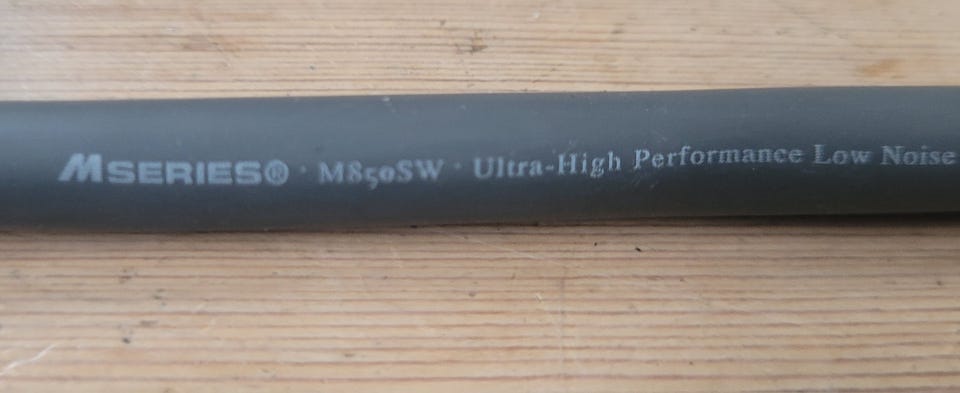 MSERIES® · M850SW · Ultra-High Performance Low Noise